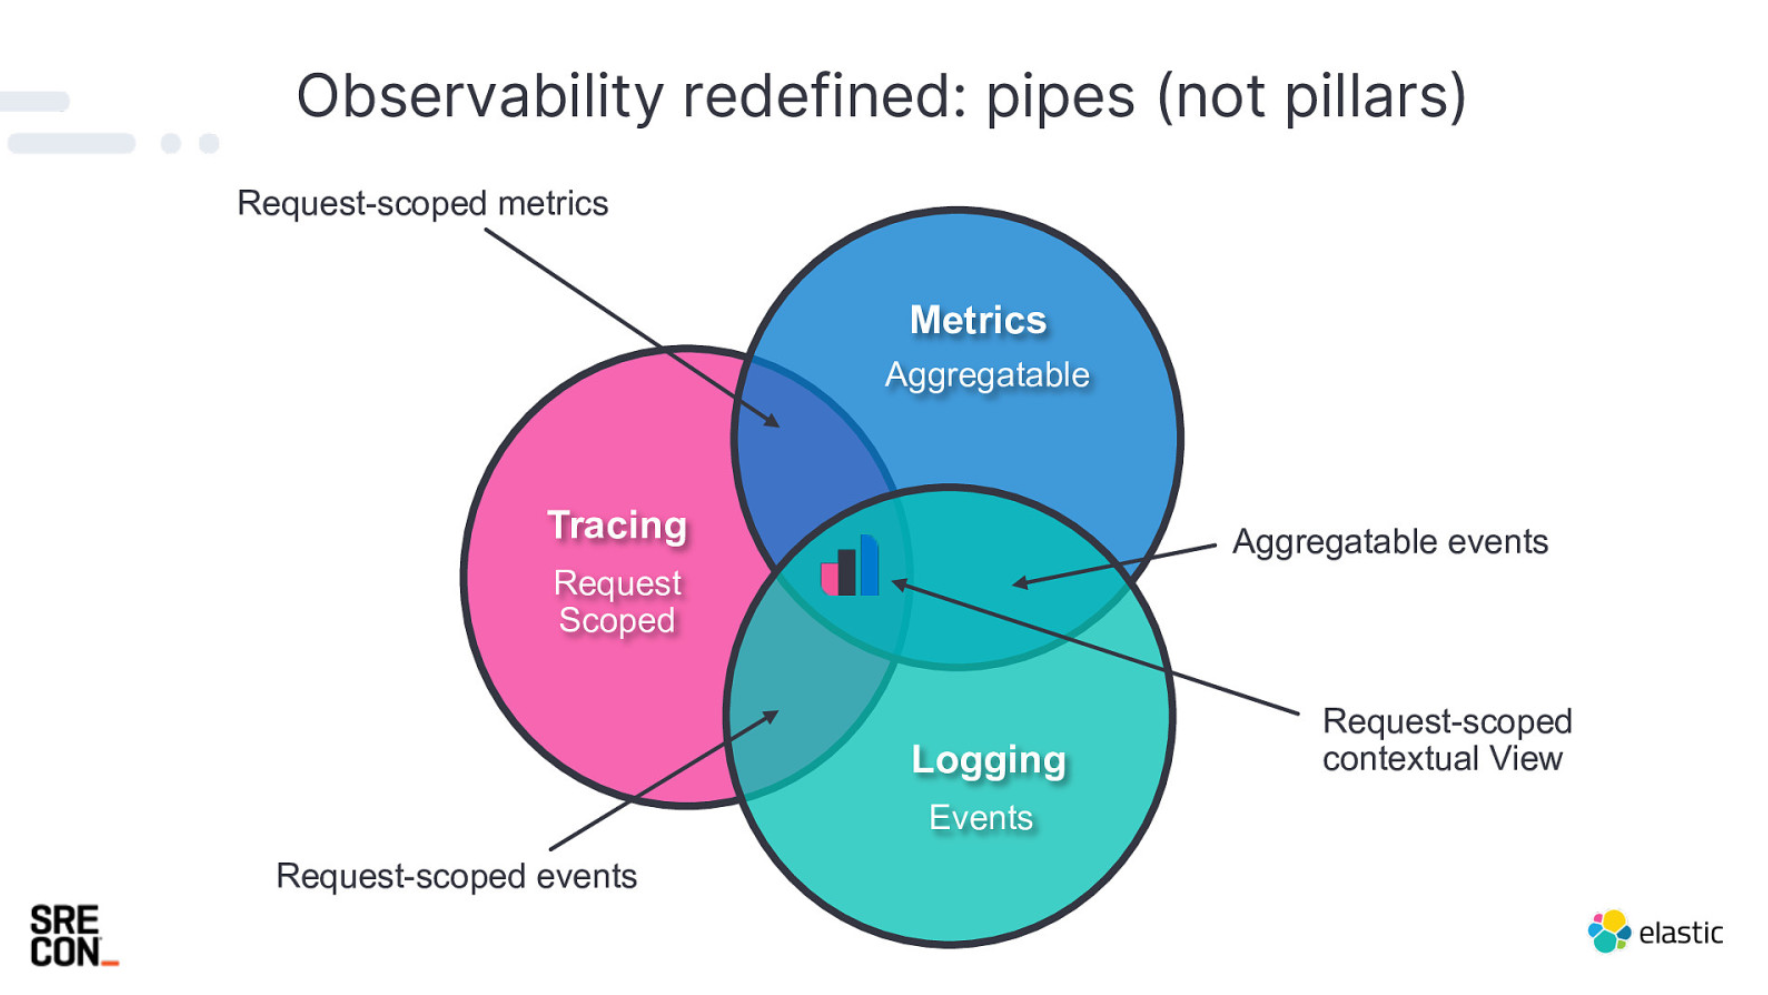 Observability redefined: pipes (not pillars)
Request-scoped metrics
Metrics
Aggregatable
Tracing
Request
Scoped
Aggregatable events
Request-scoped
contextual View
Logging
Events
Request-scoped events
SRE
CON_
elastic